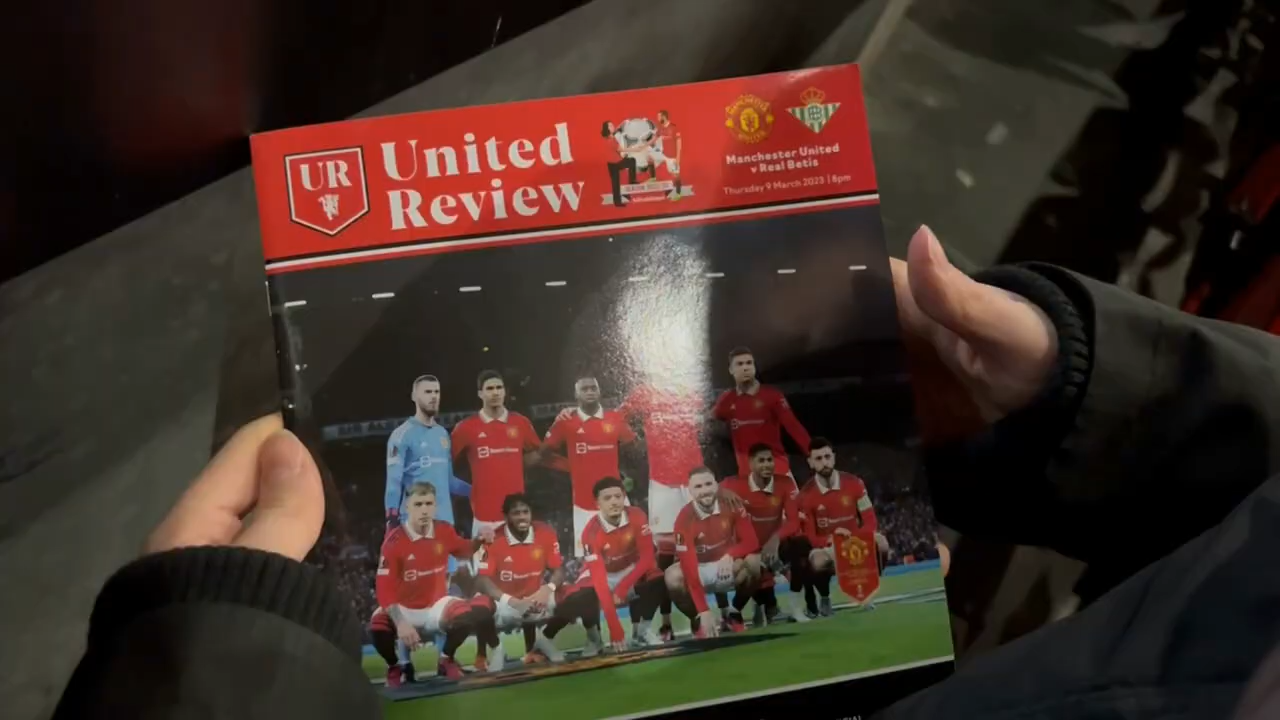 UR
United
Review
Manchester United
v Real Betis
Thursday 9 March 2023 | 8pm